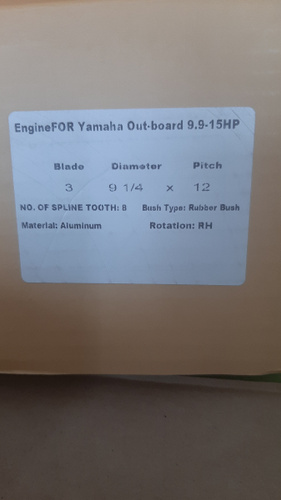 EngineFOR Yamaha Out-board 9.9-15HP
Blade Diameter Pitch
3 9 1/4 x 12
NO. OF SPLINE TOOTH: 8 Bush Type: Rubber Bush
Material: Aluminum Rotation: RH